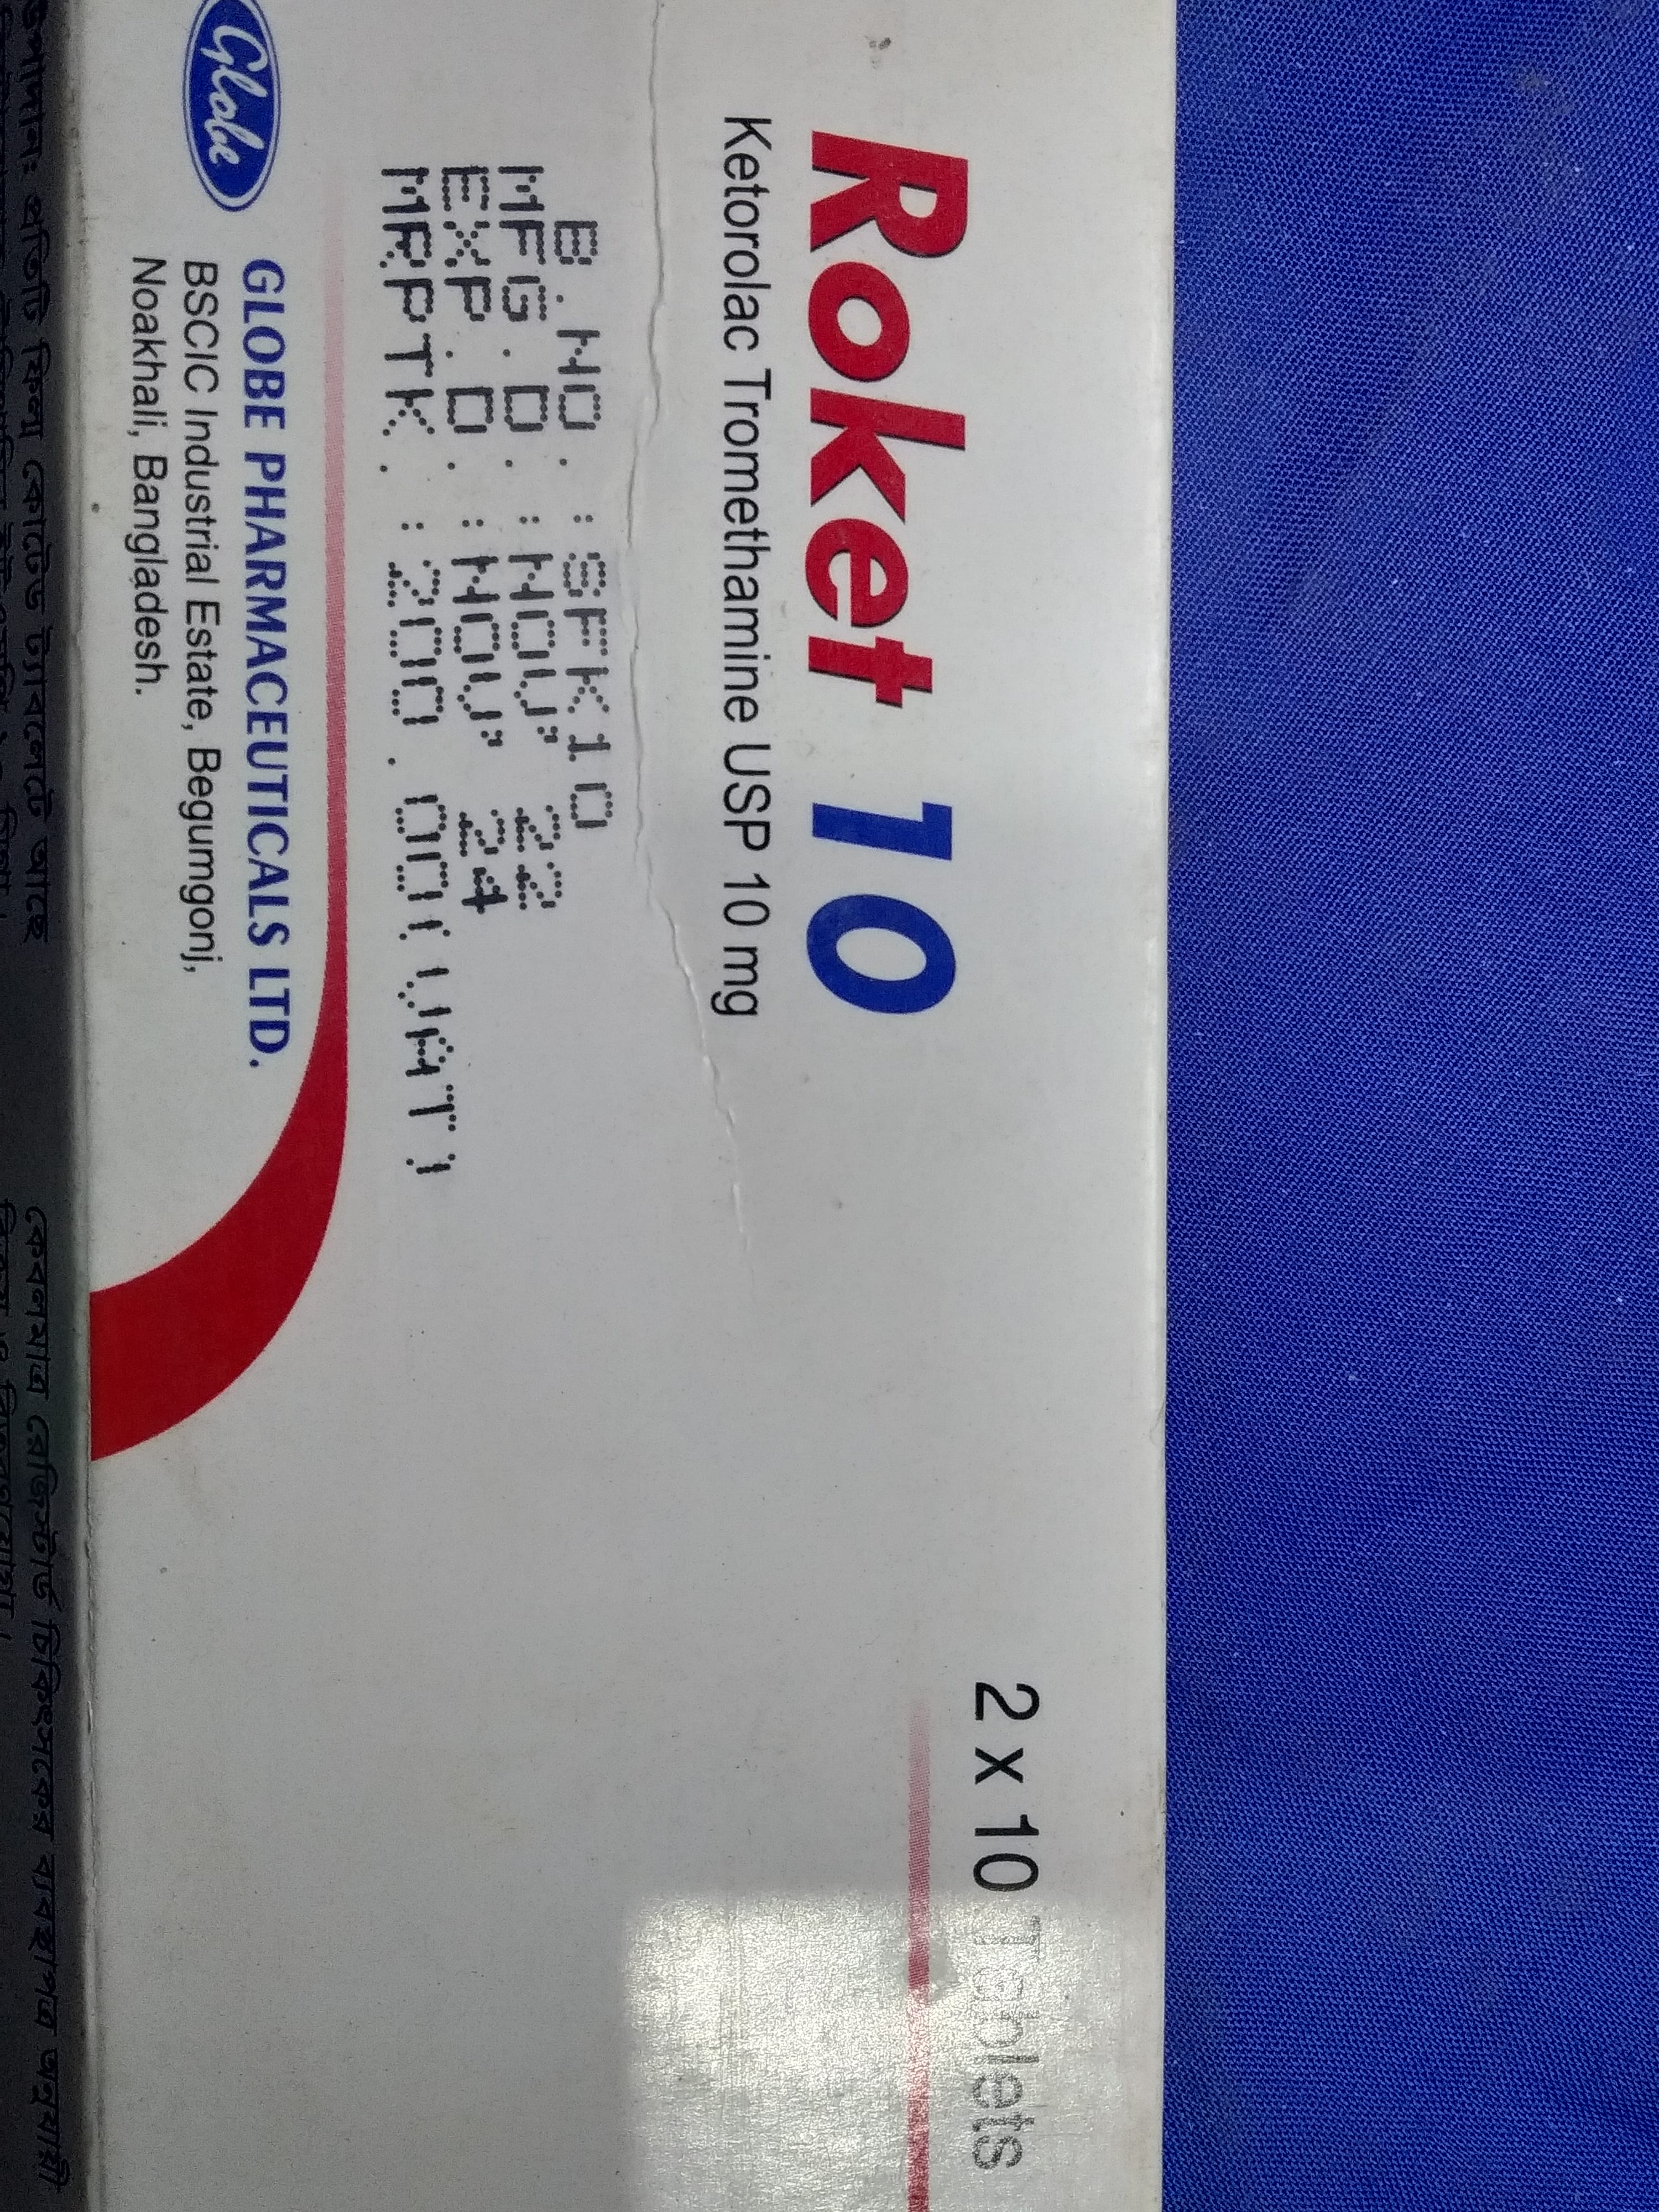 2 x 10 Tablets
Roket 10
Ketorolac Tromethamine USP 10 mg
B.NO. : SFK10
MFG.D. : NOV' 22
EXP.D. : NOV' 24
MRPTK. : 200.00(VAT)
Globe
GLOBE PHARMACEUTICALS LTD.
BSCIC Industrial Estate, Begumgonj,
Noakhali, Bangladesh.
উপাদান: প্রতিটি ফিল্ম কোটেড ট্যাবলেটে আছে
কেবলমাত্র রেজিস্টার্ড চিকিৎসকের ব্যবস্থাপত্র অনুযায়ী